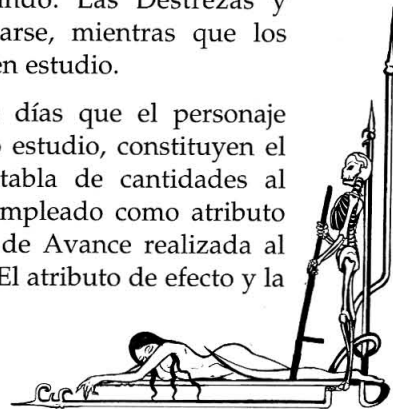 ndo. Las Destrezas y
arse, mientras que los
en estudio.
días que el personaje
estudio, constituyen el
tabla de cantidades al
mpleado como atributo
de Avance realizada al
El atributo de efecto y la